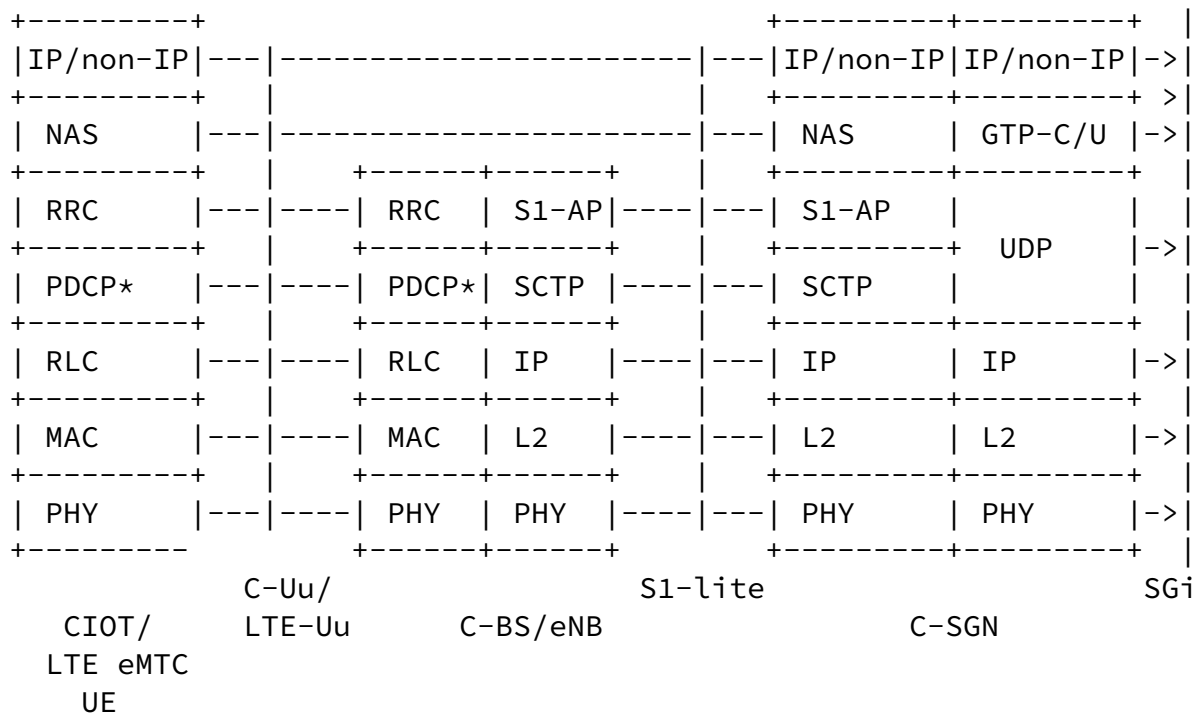 +---------+                                +---------+---------+  |
|IP/non-IP|---|-----------------------|---|IP/non-IP|IP/non-IP|->|
+---------+   |                       |   +---------+---------+ >|
| NAS     |---|-----------------------|---| NAS     | GTP-C/U |->|
+---------+   |    +------+------+    |   +---------+---------+  |
| RRC     |---|----| RRC  | S1-AP|----|---| S1-AP   |         |  |
+---------+   |    +------+------+    |   +---------+  UDP    |->|
| PDCP*   |---|----| PDCP*| SCTP |----|---| SCTP    |         |  |
+---------+   |    +------+------+    |   +---------+---------+  |
| RLC     |---|----| RLC  | IP   |----|---| IP      | IP      |->|
+---------+   |    +------+------+    |   +---------+---------+  |
| MAC     |---|----| MAC  | L2   |----|---| L2      | L2      |->|
+---------+   |    +------+------+    |   +---------+---------+  |
| PHY     |---|----| PHY  | PHY  |----|---| PHY     | PHY     |->|
+---------         +------+------+        +---------+---------+  |
             C-Uu/                 S1-lite                     SGi
   CIOT/     LTE-Uu      C-BS/eNB                 C-SGN
  LTE eMTC
    UE